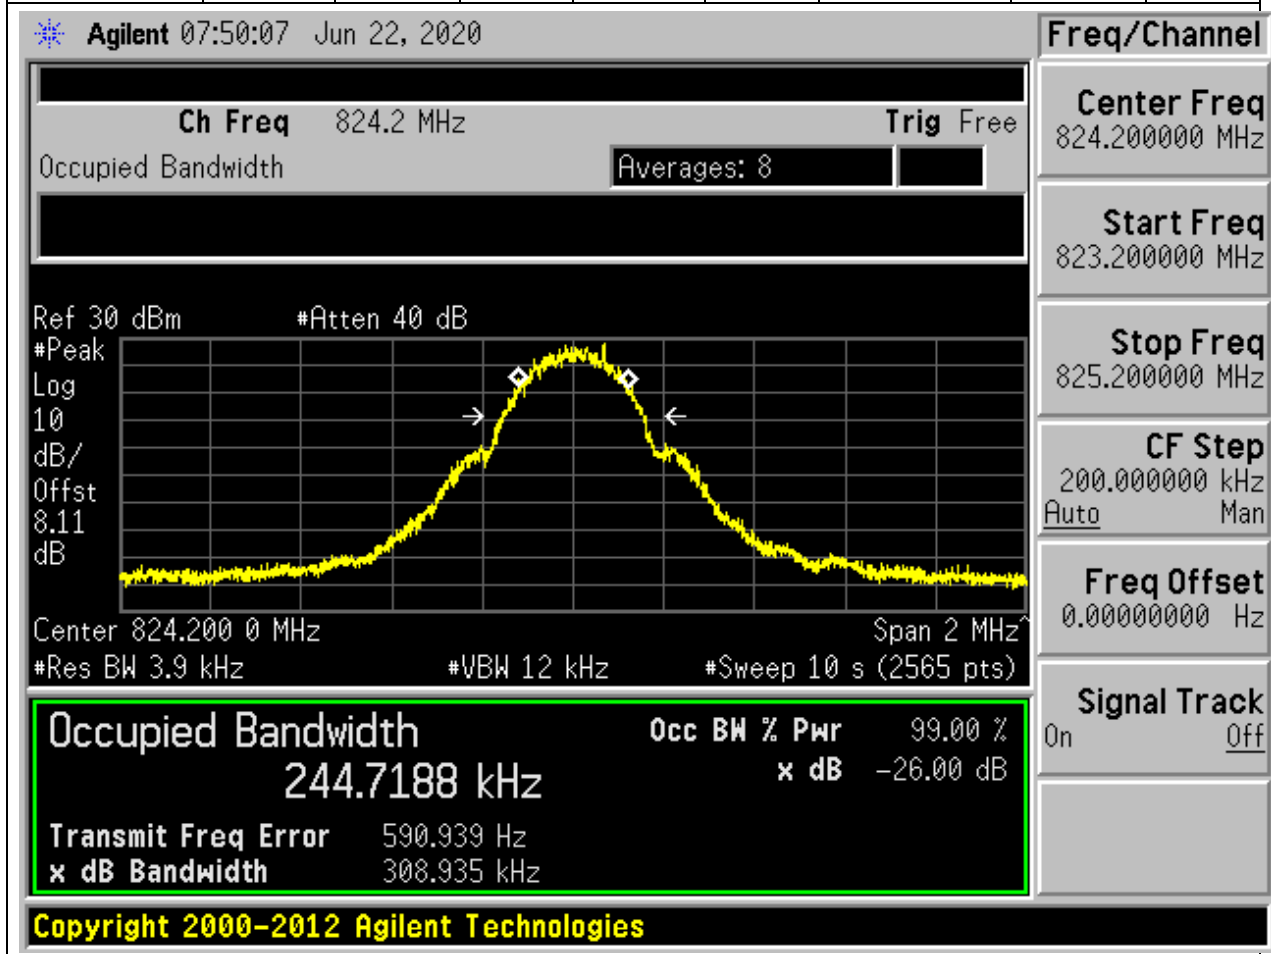 Agilent 07:50:07 Jun 22, 2020
Freq/Channel
Ch Freq 824.2 MHz Trig Free
Occupied Bandwidth Averages: 8
Center Freq
824.200000 MHz
Start Freq
823.200000 MHz
Stop Freq
825.200000 MHz
CF Step
200.000000 kHz
Auto Man
Freq Offset
0.00000000 Hz
Signal Track
On Off
Ref 30 dBm #Atten 40 dB
#Peak
Log
10
dB/
Offst
8.11
dB
Center 824.200 0 MHz Span 2 MHz^
#Res BW 3.9 kHz #VBW 12 kHz #Sweep 10 s (2565 pts)
Occupied Bandwidth
244.7188 kHz
Occ BW % Pwr 99.00 %
x dB -26.00 dB
Transmit Freq Error 590.939 Hz
x dB Bandwidth 308.935 kHz
Copyright 2000-2012 Agilent Technologies